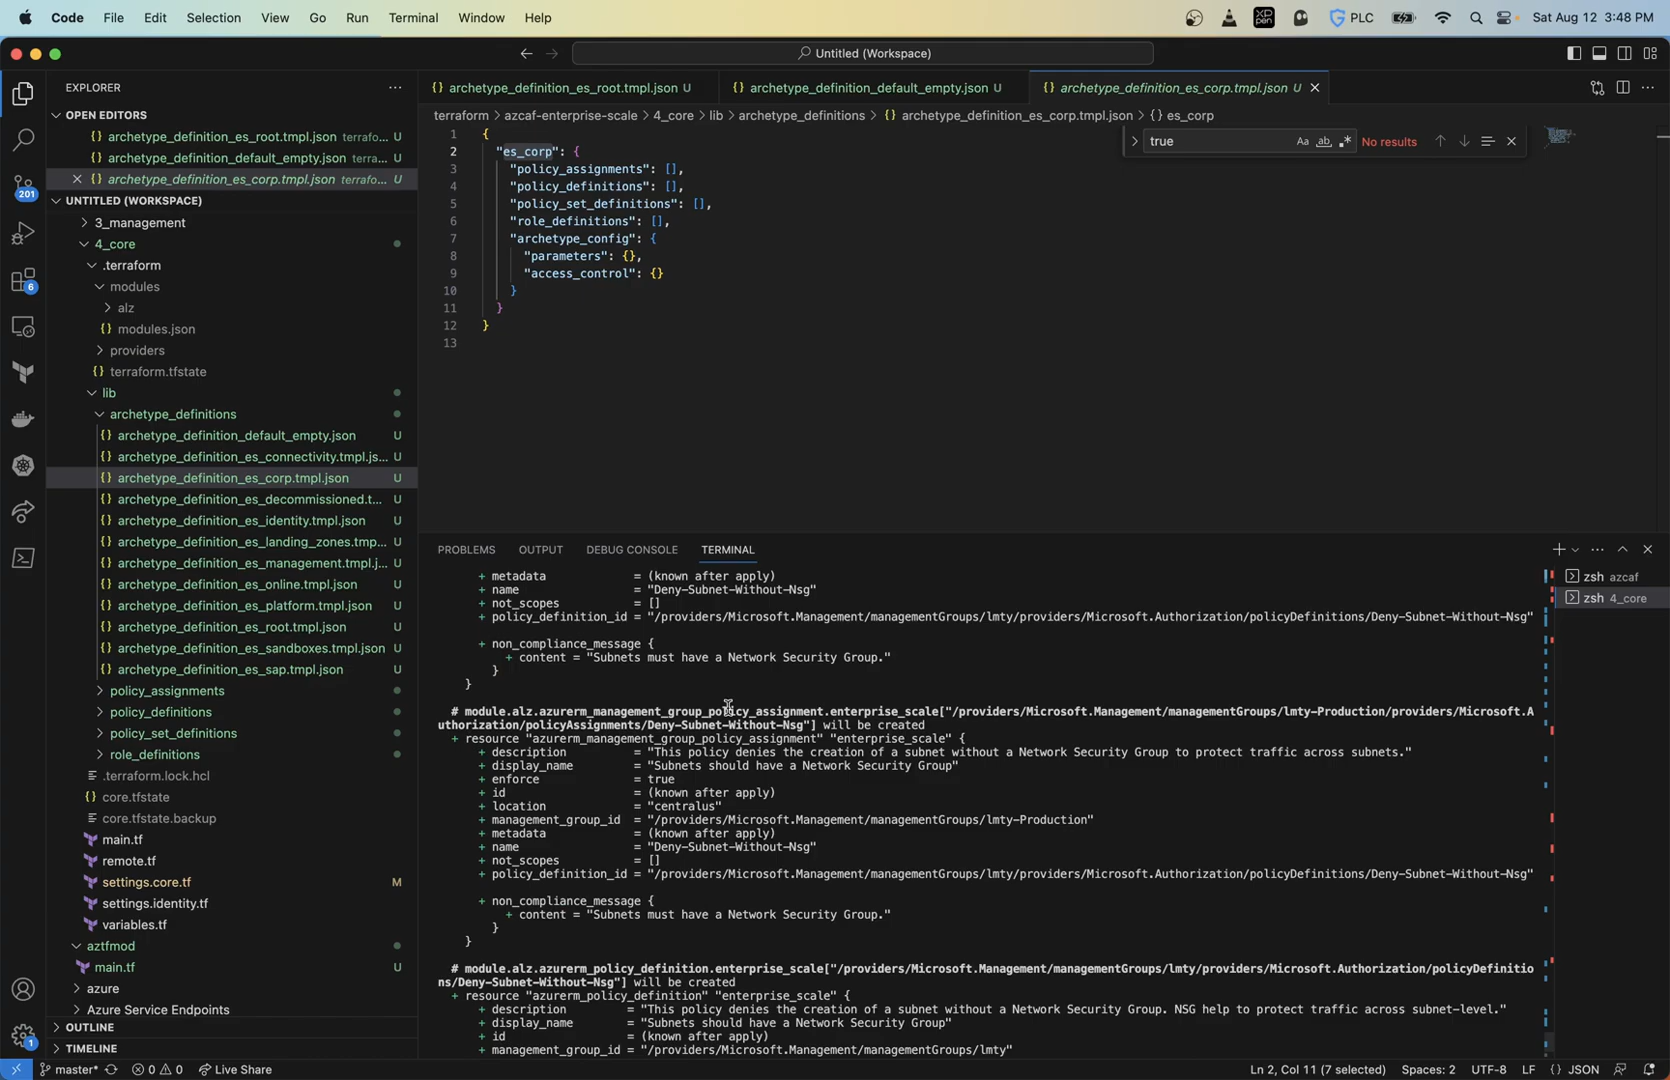 Code File Edit Selection View Go Run Terminal Window Help
PLC Sat Aug 12 3:48 PM
Untitled (Workspace)
EXPLORER
OPEN EDITORS
archetype_definition_es_root.tmpl.json terrafo... U
archetype_definition_default_empty.json terra... U
archetype_definition_es_corp.tmpl.json terrafo... U
UNTITLED (WORKSPACE)
3_management
4_core
.terraform
modules
alz
modules.json
providers
terraform.tfstate
lib
archetype_definitions
archetype_definition_default_empty.json U
archetype_definition_es_connectivity.tmpl.js... U
archetype_definition_es_corp.tmpl.json U
archetype_definition_es_decommissioned.t... U
archetype_definition_es_identity.tmpl.json U
archetype_definition_es_landing_zones.tmp... U
archetype_definition_es_management.tmpl.j... U
archetype_definition_es_online.tmpl.json U
archetype_definition_es_platform.tmpl.json U
archetype_definition_es_root.tmpl.json U
archetype_definition_es_sandboxes.tmpl.json U
archetype_definition_es_sap.tmpl.json U
policy_assignments
policy_definitions
policy_set_definitions
role_definitions
.terraform.lock.hcl
core.tfstate
core.tfstate.backup
main.tf
remote.tf
settings.core.tf M
settings.identity.tf
variables.tf
aztfmod
main.tf U
azure
Azure Service Endpoints
OUTLINE
TIMELINE
201
6
1
archetype_definition_es_root.tmpl.json U
archetype_definition_default_empty.json U
archetype_definition_es_corp.tmpl.json U
terraform > azcaf-enterprise-scale > 4_core > lib > archetype_definitions > {} archetype_definition_es_corp.tmpl.json > {} es_corp
true
Aa ab No results
1 {
2 "es_corp": {
3 "policy_assignments": [],
4 "policy_definitions": [],
5 "policy_set_definitions": [],
6 "role_definitions": [],
7 "archetype_config": {
8 "parameters": {},
9 "access_control": {}
10 }
11 }
12 }
13
PROBLEMS OUTPUT DEBUG CONSOLE TERMINAL
zsh azcaf
zsh 4_core
+ metadata = (known after apply)
+ name = "Deny-Subnet-Without-Nsg"
+ not_scopes = []
+ policy_definition_id = "/providers/Microsoft.Management/managementGroups/lmty/providers/Microsoft.Authorization/policyDefinitions/Deny-Subnet-Without-Nsg"
+ non_compliance_message {
+ content = "Subnets must have a Network Security Group."
}
}
# module.alz.azurerm_management_group_policy_assignment.enterprise_scale["/providers/Microsoft.Management/managementGroups/lmty-Production/providers/Microsoft.A
uthorization/policyAssignments/Deny-Subnet-Without-Nsg"] will be created
+ resource "azurerm_management_group_policy_assignment" "enterprise_scale" {
+ description = "This policy denies the creation of a subnet without a Network Security Group to protect traffic across subnets."
+ display_name = "Subnets should have a Network Security Group"
+ enforce = true
+ id = (known after apply)
+ location = "centralus"
+ management_group_id = "/providers/Microsoft.Management/managementGroups/lmty-Production"
+ metadata = (known after apply)
+ name = "Deny-Subnet-Without-Nsg"
+ not_scopes = []
+ policy_definition_id = "/providers/Microsoft.Management/managementGroups/lmty/providers/Microsoft.Authorization/policyDefinitions/Deny-Subnet-Without-Nsg"
+ non_compliance_message {
+ content = "Subnets must have a Network Security Group."
}
}
# module.alz.azurerm_policy_definition.enterprise_scale["/providers/Microsoft.Management/managementGroups/lmty/providers/Microsoft.Authorization/policyDefinitio
ns/Deny-Subnet-Without-Nsg"] will be created
+ resource "azurerm_policy_definition" "enterprise_scale" {
+ description = "This policy denies the creation of a subnet without a Network Security Group. NSG help to protect traffic across subnet-level."
+ display_name = "Subnets should have a Network Security Group"
+ id = (known after apply)
+ management_group_id = "/providers/Microsoft.Management/managementGroups/lmty"
master* 0 0 Live Share Ln 2, Col 11 (7 selected) Spaces: 2 UTF-8 LF {} JSON